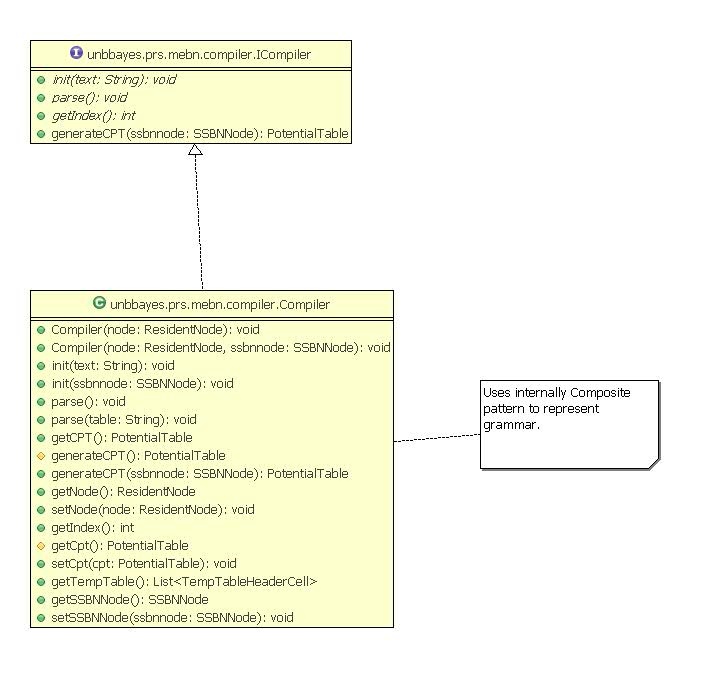 I unbbayes.prs.mebn.compiler.ICompiler
init(text: String): void
parse(): void
getIndex(): int
generateCPT(ssbnnode: SSBNNode): PotentialTable
C unbbayes.prs.mebn.compiler.Compiler
Compiler(node: ResidentNode): void
Compiler(node: ResidentNode, ssbnnode: SSBNNode): void
init(text: String): void
init(ssbnnode: SSBNNode): void
parse(): void
parse(table: String): void
getCPT(): PotentialTable
generateCPT(): PotentialTable
generateCPT(ssbnnode: SSBNNode): PotentialTable
getNode(): ResidentNode
setNode(node: ResidentNode): void
getIndex(): int
getCpt(): PotentialTable
setCpt(cpt: PotentialTable): void
getTempTable(): List<TempTableHeaderCell>
getSSBNNode(): SSBNNode
setSSBNNode(ssbnnode: SSBNNode): void
Uses internally Composite
pattern to represent
grammar.